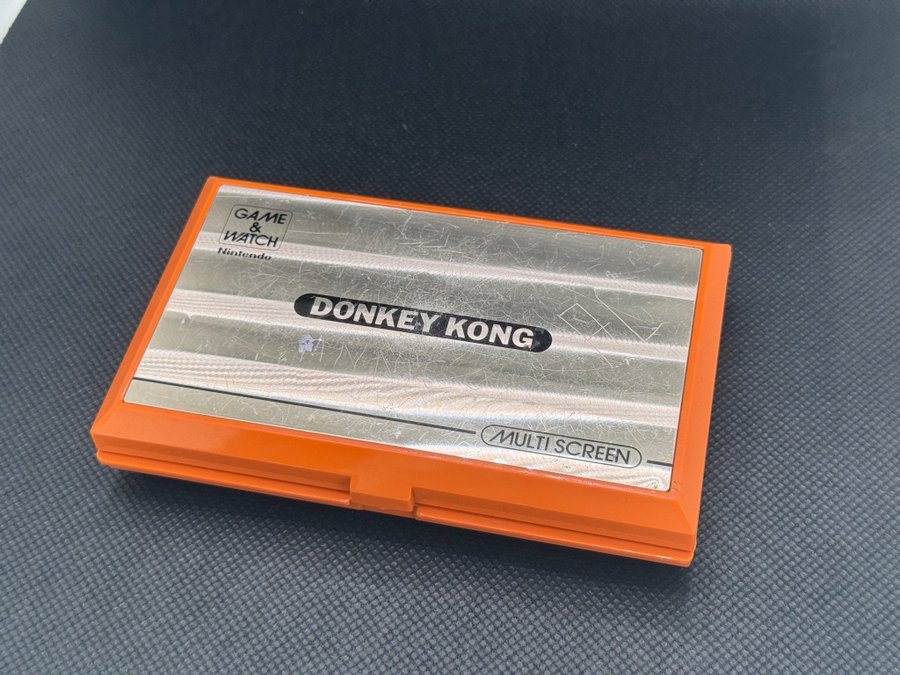 GAME
&
WATCH
Nintendo
DONKEY KONG
MULTI SCREEN